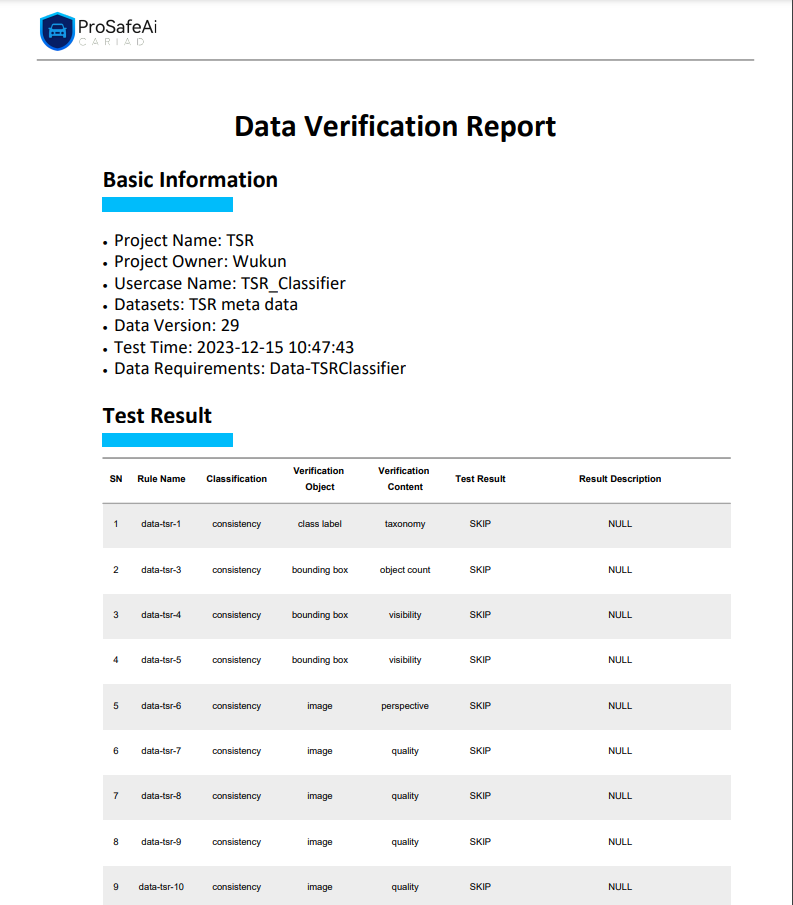 ProSafeAi
CARIAD
Data Verification Report
Basic Information
• Project Name: TSR
• Project Owner: Wukun
• Usercase Name: TSR_Classifier
• Datasets: TSR meta data
• Data Version: 29
• Test Time: 2023-12-15 10:47:43
• Data Requirements: Data-TSRClassifier
Test Result
SN Rule Name Classification Verification Object Verification Content Test Result Result Description
1 data-tsr-1 consistency class label taxonomy SKIP NULL
2 data-tsr-3 consistency bounding box object count SKIP NULL
3 data-tsr-4 consistency bounding box visibility SKIP NULL
4 data-tsr-5 consistency bounding box visibility SKIP NULL
5 data-tsr-6 consistency image perspective SKIP NULL
6 data-tsr-7 consistency image quality SKIP NULL
7 data-tsr-8 consistency image quality SKIP NULL
8 data-tsr-9 consistency image quality SKIP NULL
9 data-tsr-10 consistency image quality SKIP NULL